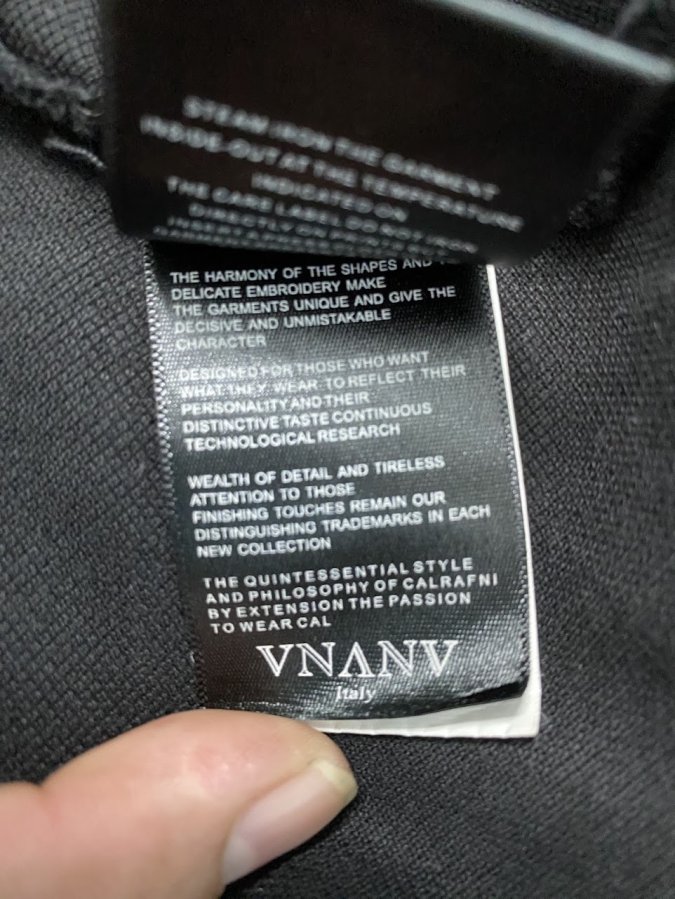 STEAM IRON THE GARMENT
INSIDE-OUT AT THE TEMPERATURE
INDICATED ON
THE CARE LABEL DO NOT IRON
DIRECTLY
THE HARMONY OF THE SHAPES AND
DELICATE EMBROIDERY MAKE
THE GARMENTS UNIQUE AND GIVE THE
DECISIVE AND UNMISTAKABLE
CHARACTER
DESIGNED FOR THOSE WHO WANT
WHAT THEY WEAR TO REFLECT THEIR
PERSONALITY AND THEIR
DISTINCTIVE TASTE CONTINUOUS
TECHNOLOGICAL RESEARCH
WEALTH OF DETAIL AND TIRELESS
ATTENTION TO THOSE
FINISHING TOUCHES REMAIN OUR
DISTINGUISHING TRADEMARKS IN EACH
NEW COLLECTION
THE QUINTESSENTIAL STYLE
AND PHILOSOPHY OF CALRAFNI
BY EXTENSION THE PASSION
TO WEAR CAL
VNΛNV
Italy